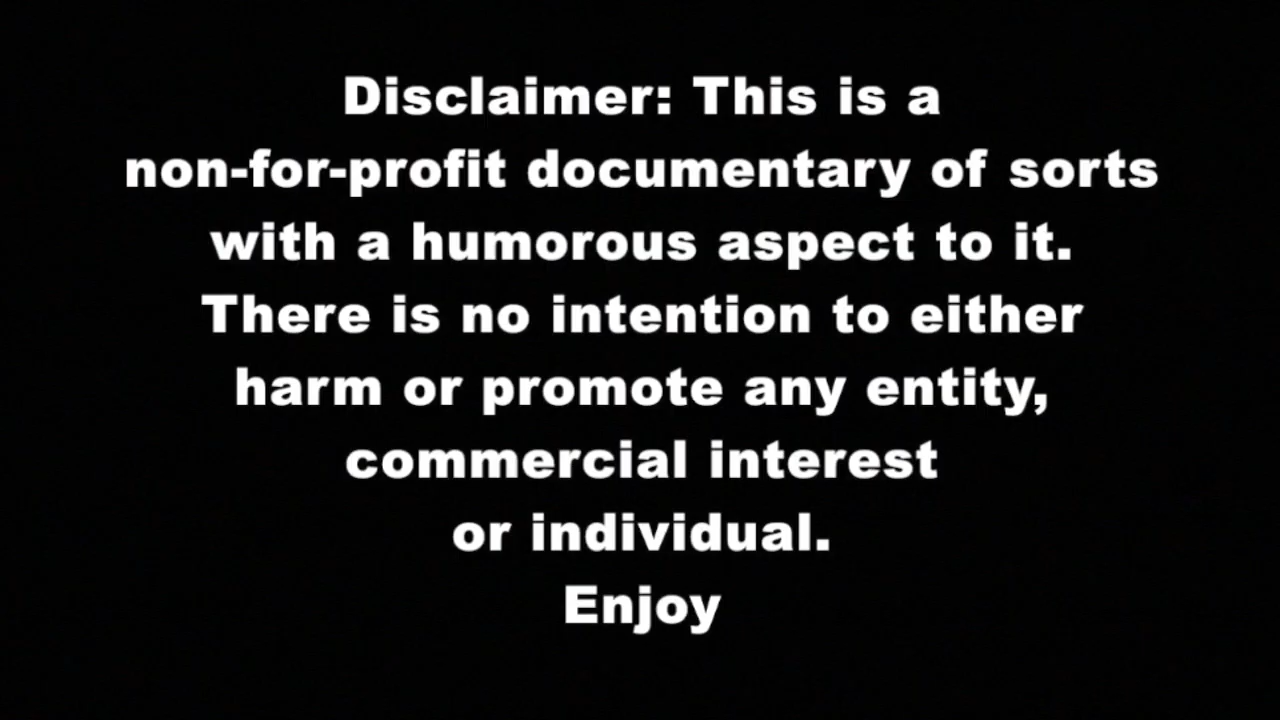 Disclaimer: This is a
non-for-profit documentary of sorts
with a humorous aspect to it.
There is no intention to either
harm or promote any entity,
commercial interest
or individual.
Enjoy